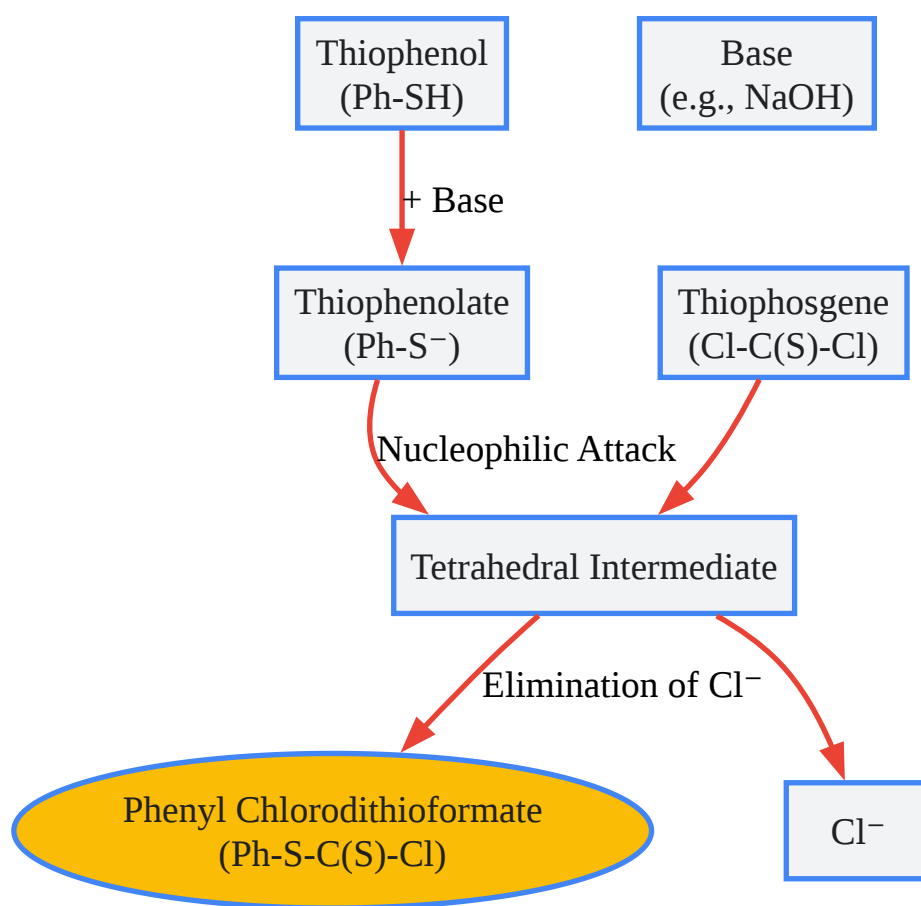 Thiophenol
(Ph-SH)
Base
(e.g., NaOH)
+ Base
Thiophenolate
(Ph-S⁻)
Thiophosgene
(Cl-C(S)-Cl)
Nucleophilic Attack
Tetrahedral Intermediate
Elimination of Cl⁻
Phenyl Chlorodithioformate
(Ph-S-C(S)-Cl)
Cl⁻